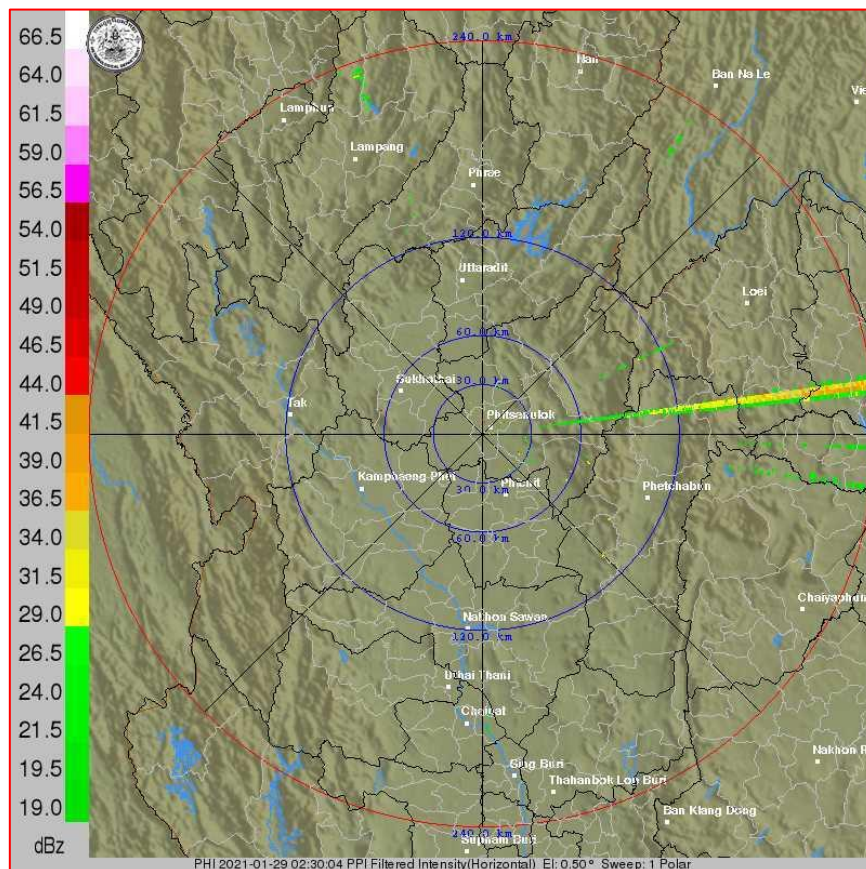 66.5
64.0
61.5
59.0
56.5
54.0
51.5
49.0
46.5
44.0
41.5
39.0
36.5
34.0
31.5
29.0
26.5
24.0
21.5
19.5
19.0
dBz
240.0 km
Nan
Ban Na Le
Lamphun
Lampang
Phrae
120.0 km
Uttaradit
Loei
60.0 km
30.0 km
Sukhothai
Tak
Phitsanulok
Kamphaeng Phet
Phichit
30.0 km
Phetchabun
60.0 km
Chaiyaphum
Nakhon Sawan
120.0 km
Uthai Thani
Chainat
Nakhon R
Sing Buri
Thahanbok Lop Buri
Ban Klang Dong
240.0 km
Suphan Buri
PHI 2021-01-29 02:30:04 PPI Filtered Intensity(Horizontal) El: 0.50° Sweep: 1 Polar